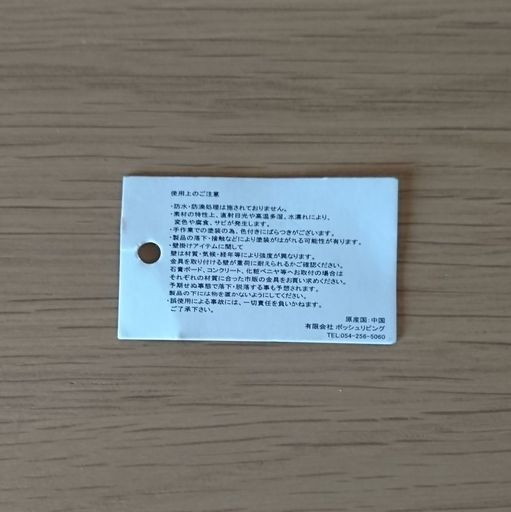 使用上のご注意
・防水・防滴処理は施されておりません。
・素材の特性上、直射日光や高温多湿、水濡れにより、
変色や腐食、サビが発生します。
・手作業での塗装の為、色付きにばらつきがございます。
・製品の落下・接触などにより塗装がはがれる可能性が有ります。
・壁掛けアイテムに関して
壁は材質・気候・経年等により強度が異なります。
金具を取り付ける壁が重荷に耐えられるかご確認ください。
石膏ボード、コンクリート、化粧ベニヤ等へお取付の場合は
それぞれの材質に合った市販の金具をお買い求めください。
予期せぬ事態で落下・脱落する事も予想されます。
製品の下には物を置かないようにしてください。
・誤使用による事故には、一切責任を負いかねます。
ご了承下さい。
原産国：中国
有限会社 ポッシュリビング
TEL:054-256-5060